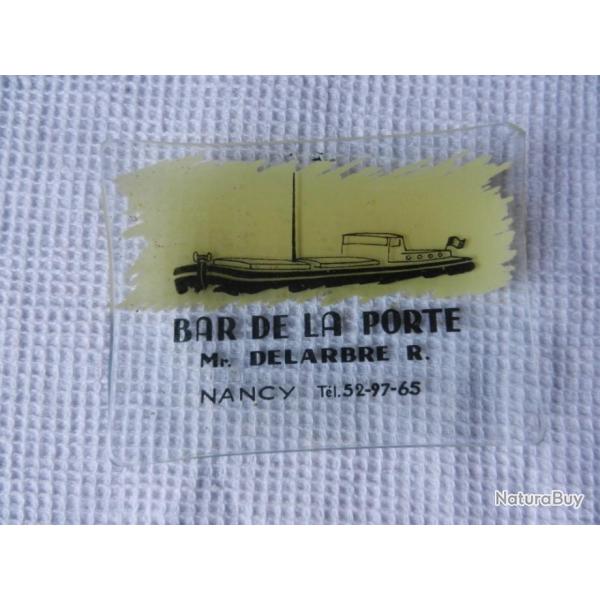 BAR DE LA PORTE
Mr. DELARBRE R.
NANCY Tél.52-97-65
NaturaBuy